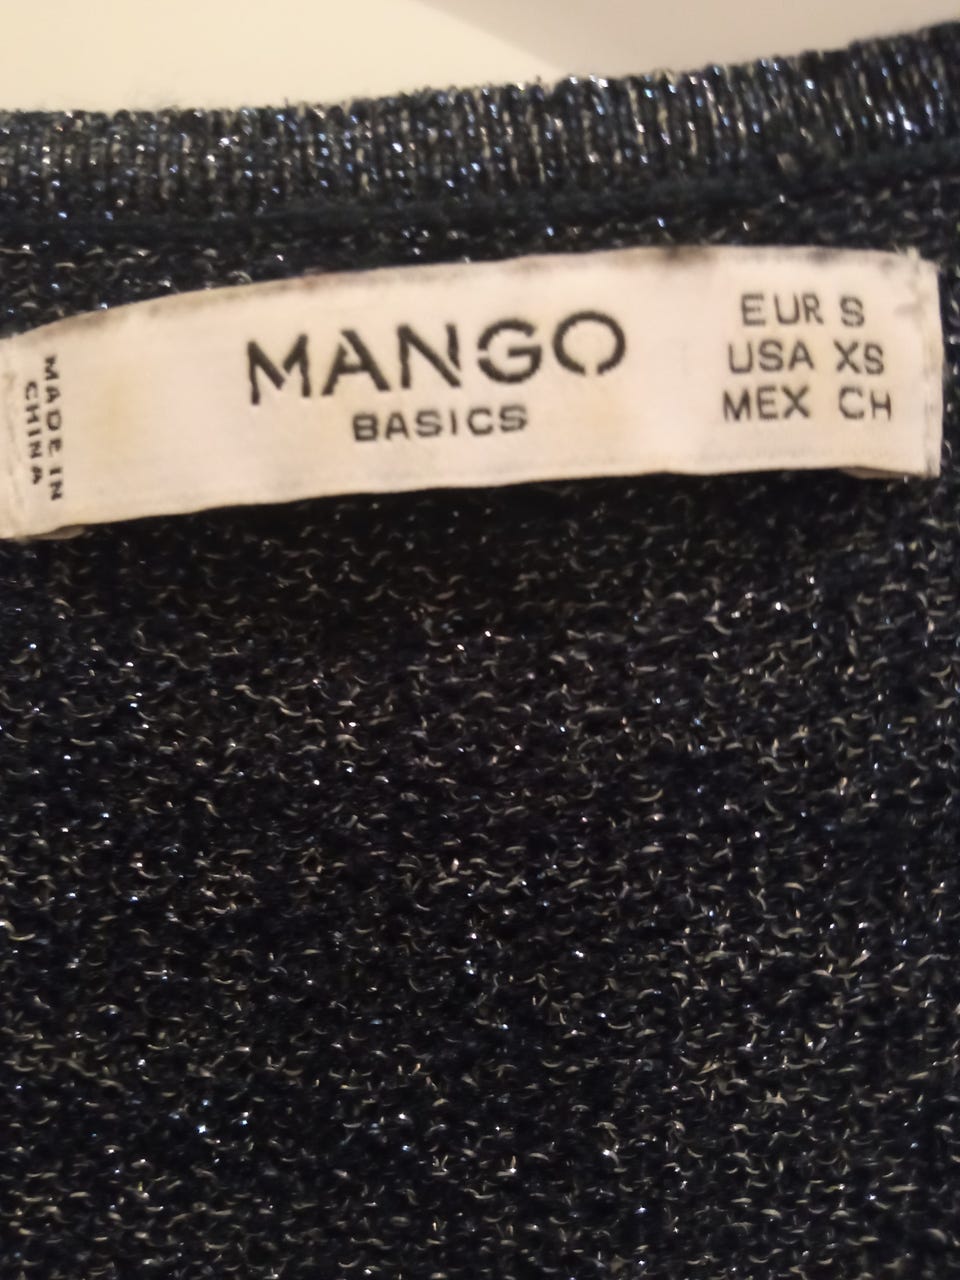 MADE IN
CHINA
MANGO
BASICS
EUR S
USA XS
MEX CH